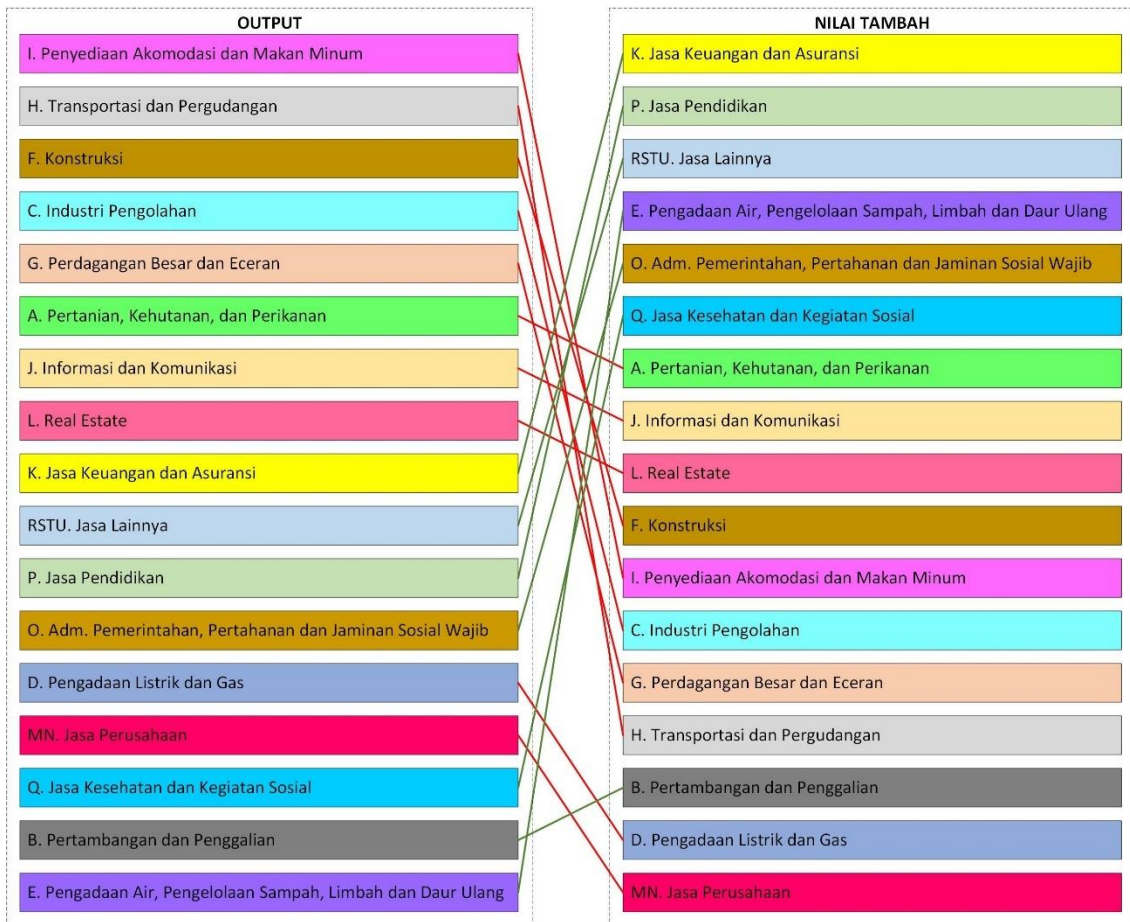 OUTPUT
I. Penyediaan Akomodasi dan Makan Minum
H. Transportasi dan Pergudangan
F. Konstruksi
C. Industri Pengolahan
G. Perdagangan Besar dan Eceran
A. Pertanian, Kehutanan, dan Perikanan
J. Informasi dan Komunikasi
L. Real Estate
K. Jasa Keuangan dan Asuransi
RSTU. Jasa Lainnya
P. Jasa Pendidikan
O. Adm. Pemerintahan, Pertahanan dan Jaminan Sosial Wajib
D. Pengadaan Listrik dan Gas
MN. Jasa Perusahaan
Q. Jasa Kesehatan dan Kegiatan Sosial
B. Pertambangan dan Penggalian
E. Pengadaan Air, Pengelolaan Sampah, Limbah dan Daur Ulang
NILAI TAMBAH
K. Jasa Keuangan dan Asuransi
P. Jasa Pendidikan
RSTU. Jasa Lainnya
E. Pengadaan Air, Pengelolaan Sampah, Limbah dan Daur Ulang
O. Adm. Pemerintahan, Pertahanan dan Jaminan Sosial Wajib
Q. Jasa Kesehatan dan Kegiatan Sosial
A. Pertanian, Kehutanan, dan Perikanan
J. Informasi dan Komunikasi
L. Real Estate
F. Konstruksi
I. Penyediaan Akomodasi dan Makan Minum
C. Industri Pengolahan
G. Perdagangan Besar dan Eceran
H. Transportasi dan Pergudangan
B. Pertambangan dan Penggalian
D. Pengadaan Listrik dan Gas
MN. Jasa Perusahaan